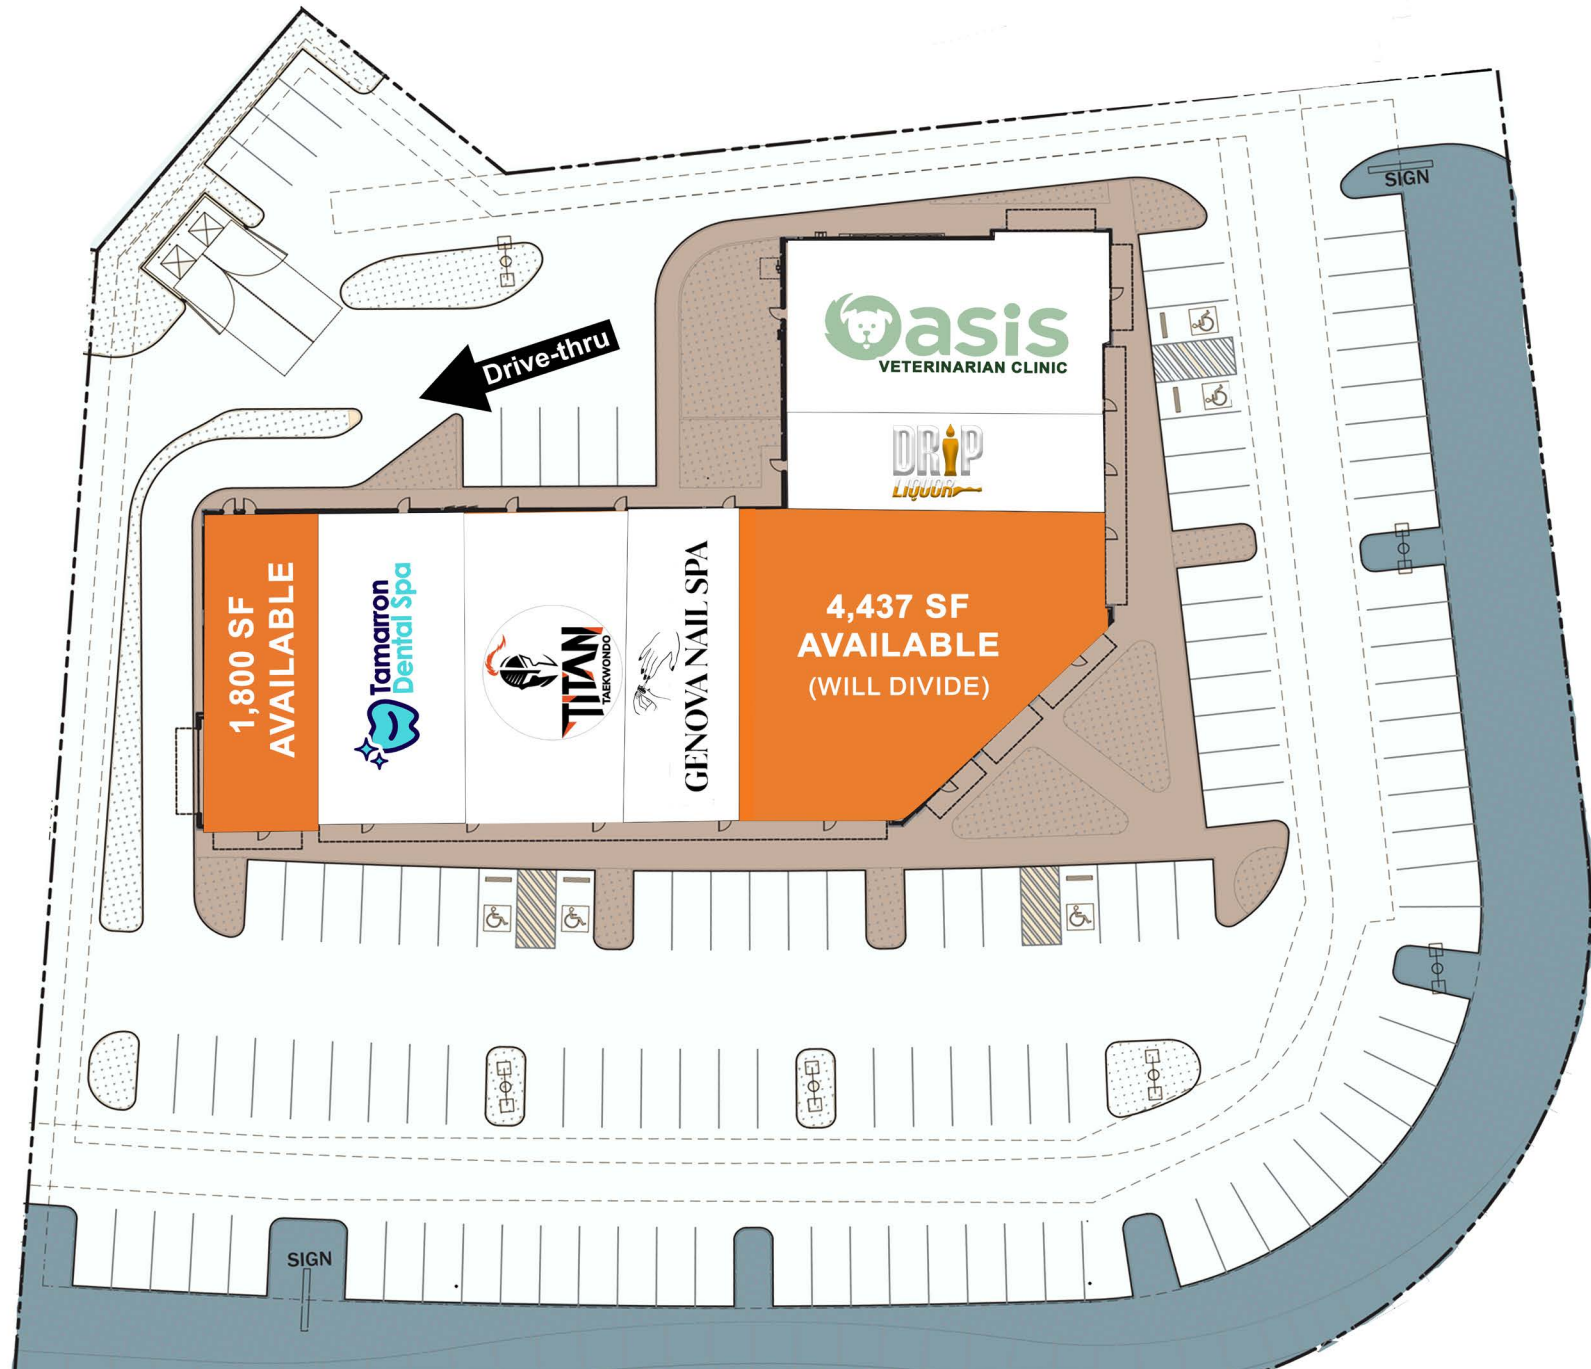 SIGN
Oasis
VETERINARIAN CLINIC
Drive-thru
DRIP
LIQUOR
1,800 SF
AVAILABLE
Tamarron
Dental Spa
TITAN
TAEKWONDO
GENOVA NAIL SPA
4,437 SF
AVAILABLE
(WILL DIVIDE)
SIGN